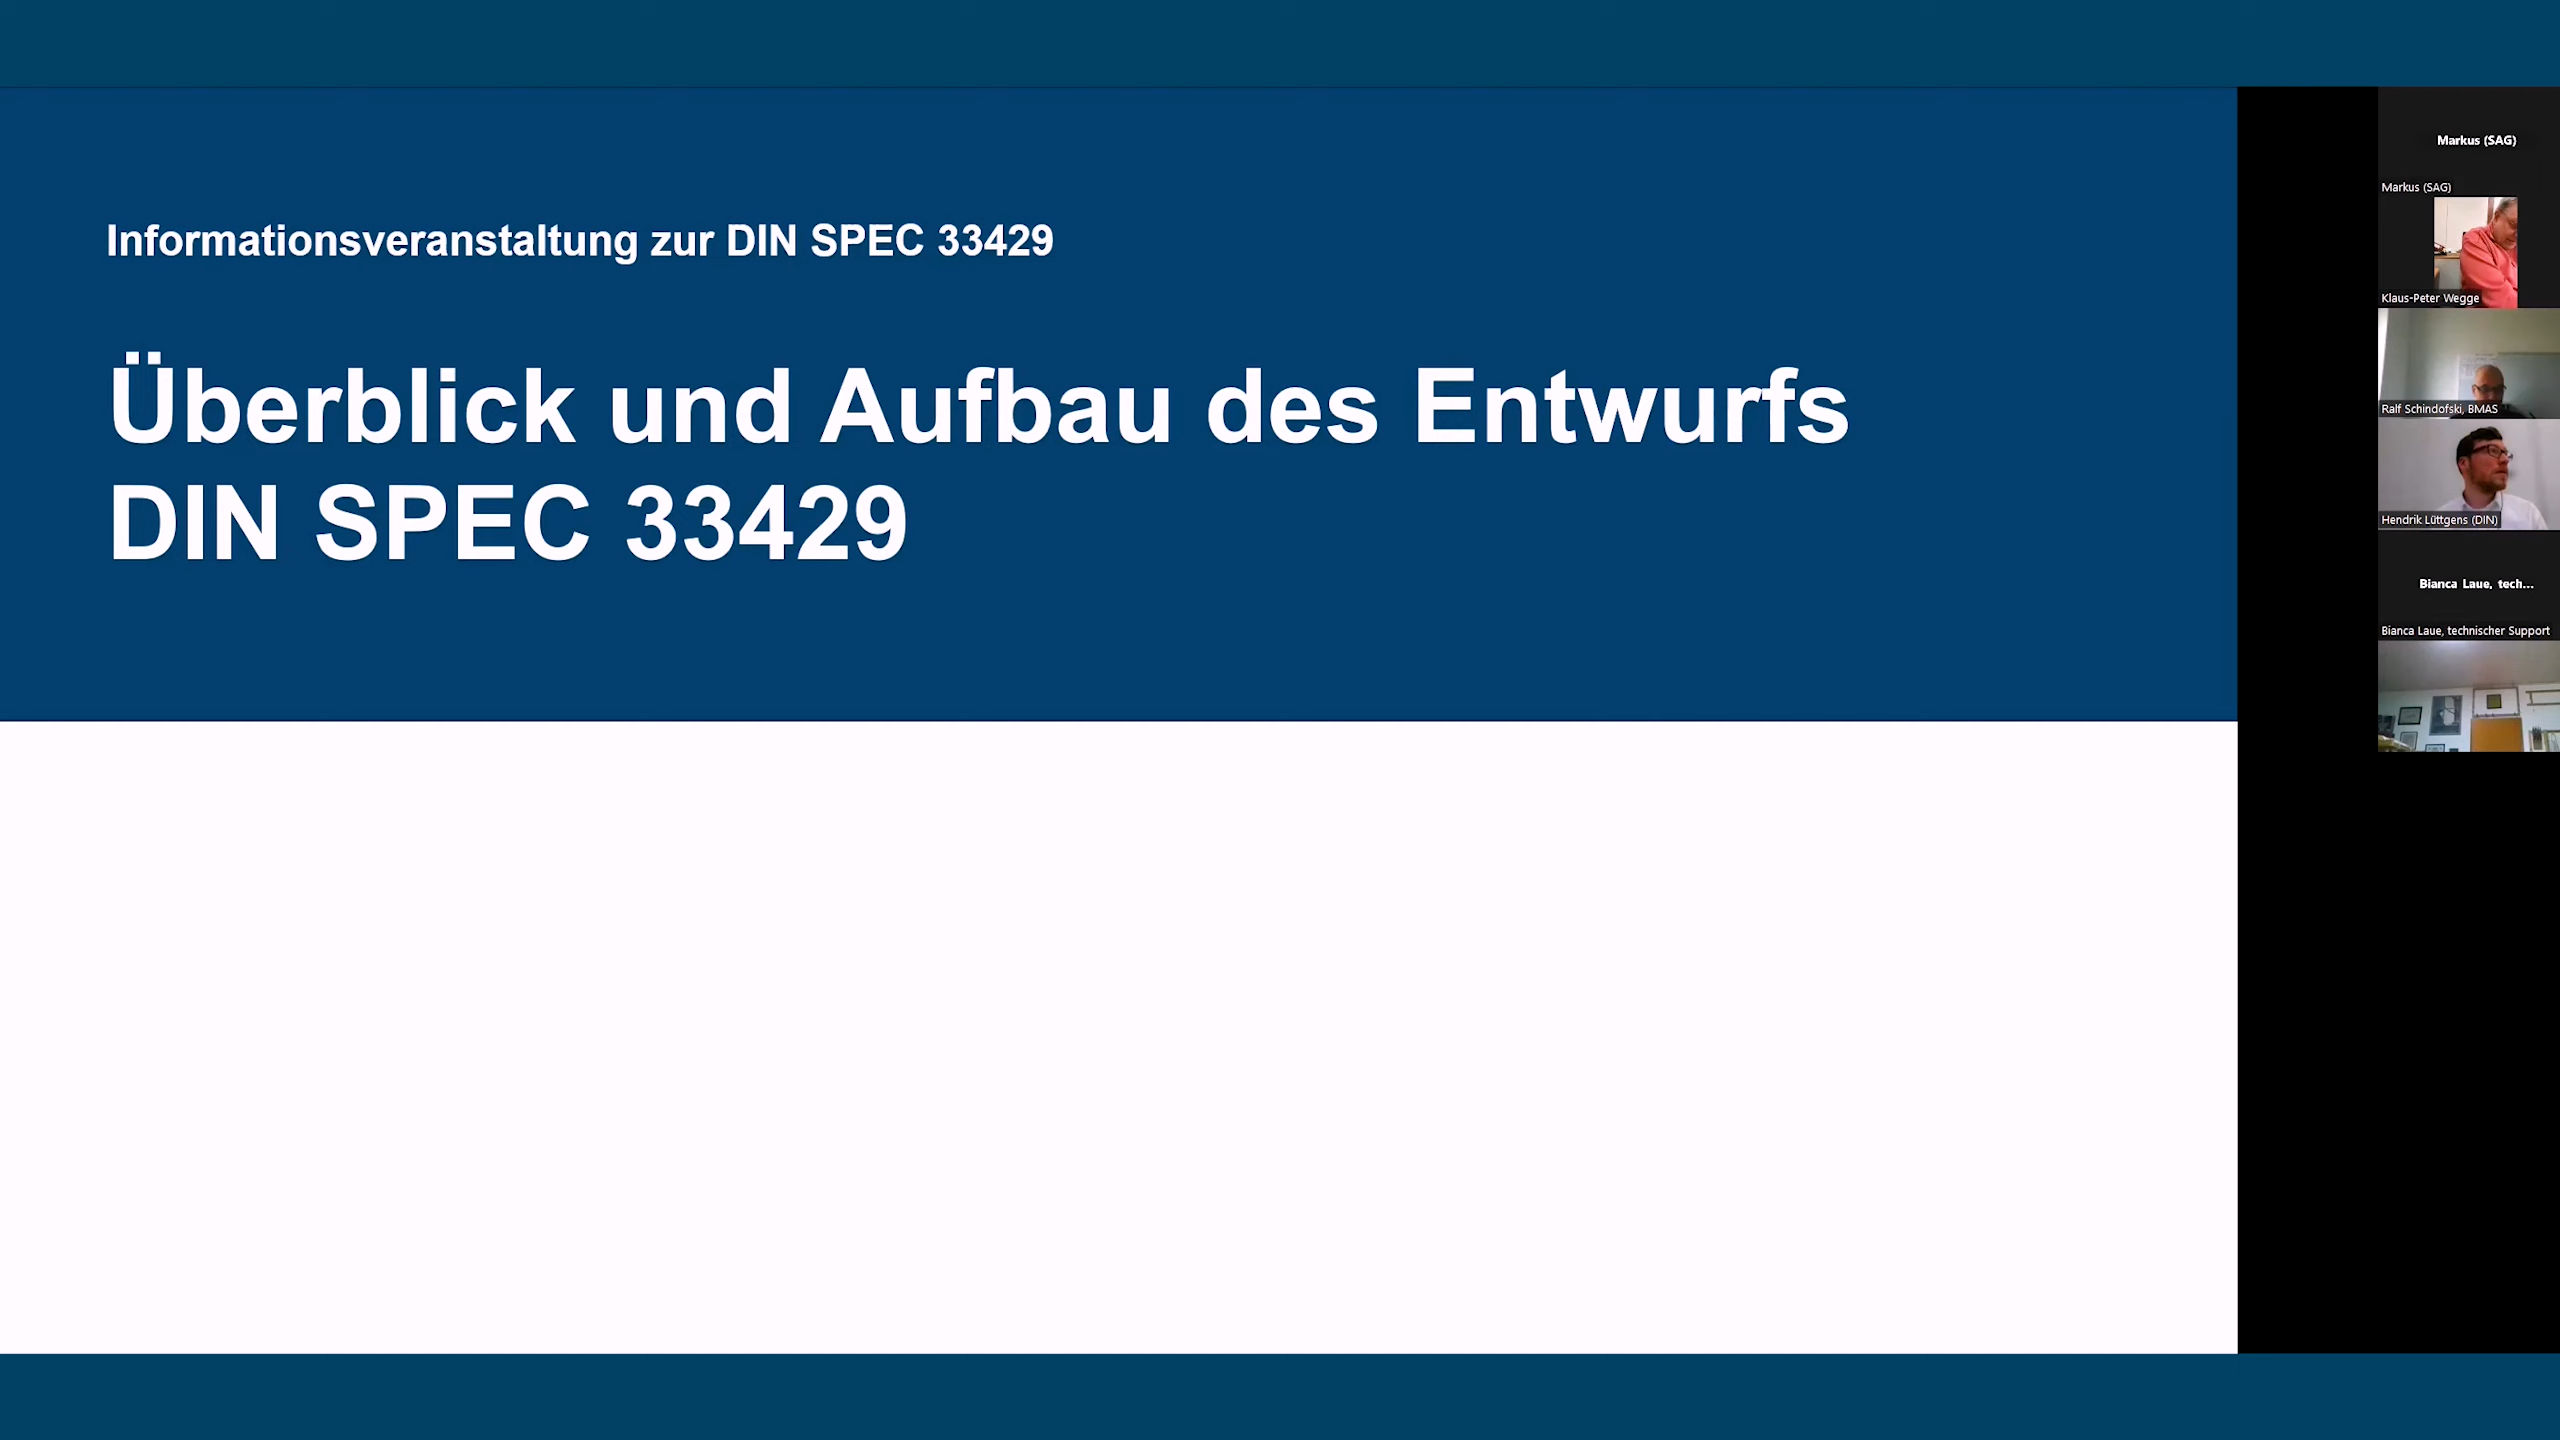 Informationsveranstaltung zur DIN SPEC 33429
Überblick und Aufbau des Entwurfs
DIN SPEC 33429
Markus (SAG)
Markus (SAG)
Klaus-Peter Wegge
Ralf Schindofski, BMAS
Hendrik Lüttgens (DIN)
Bianca Laue, tech...
Bianca Laue, technischer Support